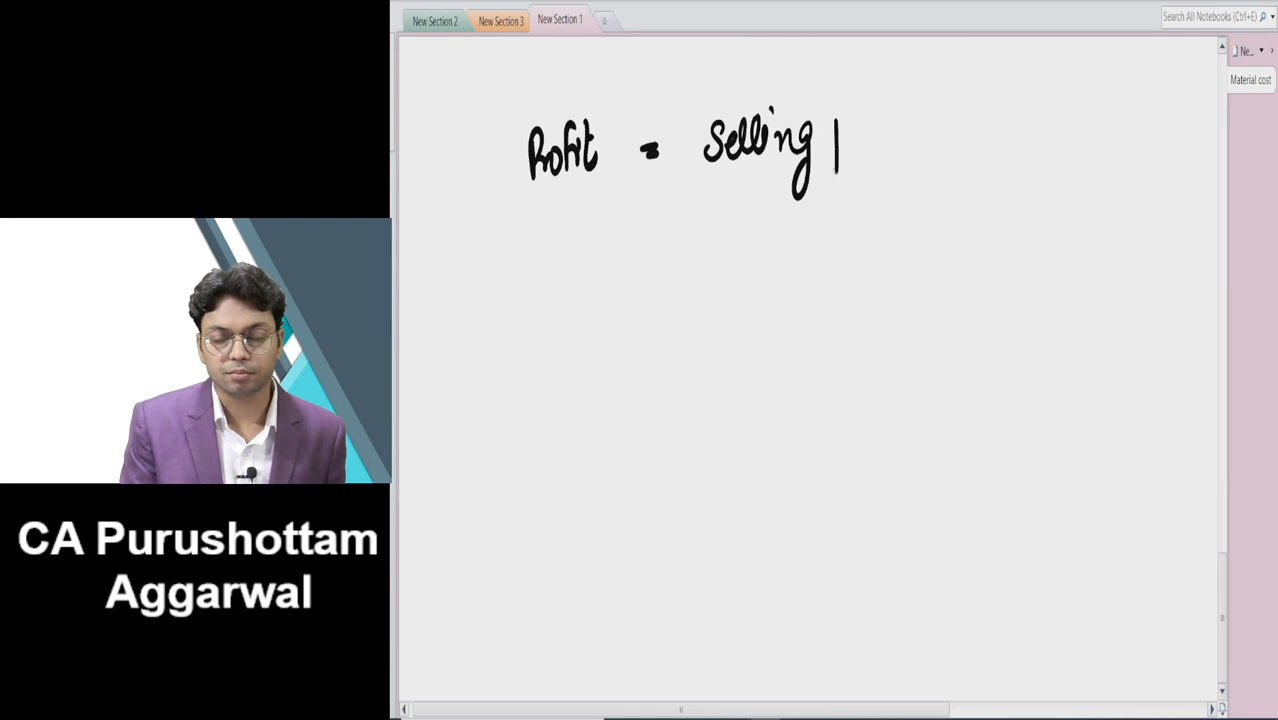 New Section 2
New Section 3
New Section 1
Search All Notebooks (Ctrl+E)
Ne..
Material cost
Profit = Selling
CA Purushottam
Aggarwal